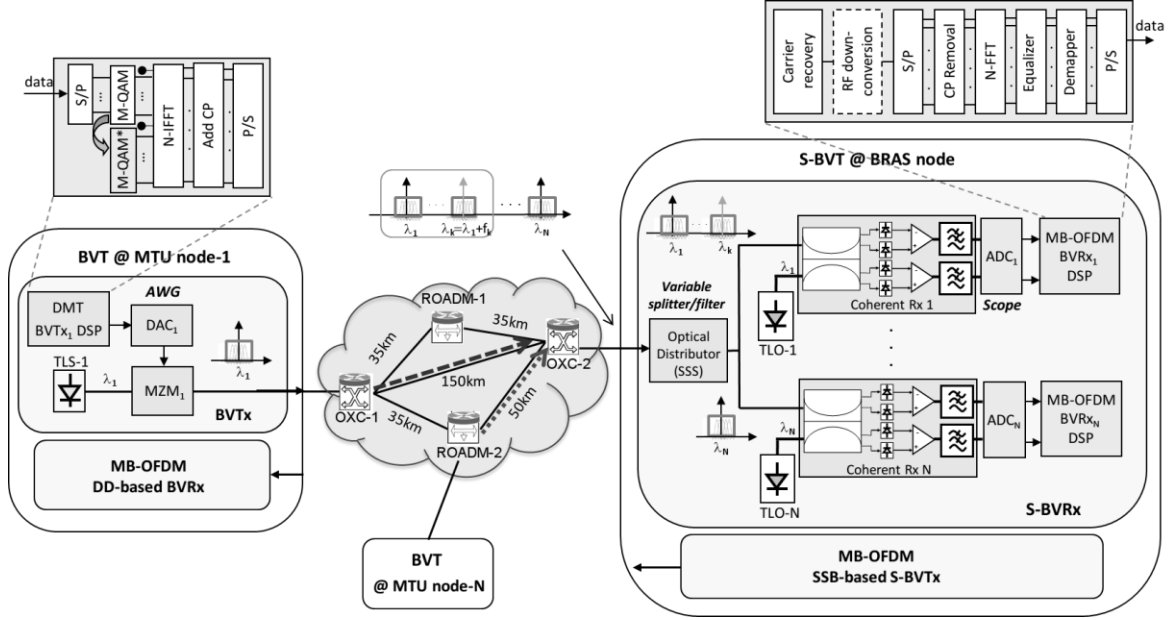 data
S/P
...
M-QAM
...
M-QAM*
...
...
N-IFFT
Add CP
P/S
BVT @ MTU node-1
DMT
BVTx1 DSP
AWG
DAC1
TLS-1
λ1
MZM1
λ1
BVTx
MB-OFDM
DD-based BVRx
λ1
λk=λ1+fk
λN
ROADM-1
35km
35km
OXC-2
150km
50km
OXC-1
35km
ROADM-2
BVT
@ MTU node-N
Carrier
recovery
RF down-
conversion
S/P
CP Removal
N-FFT
Equalizer
Demapper
P/S
data
S-BVT @ BRAS node
λ1
λk
Variable
splitter/filter
Optical
Distributor
(SSS)
λN
λ1
TLO-1
Coherent Rx 1
ADC1
Scope
MB-OFDM
BVRx1
DSP
λN
TLO-N
Coherent Rx N
ADCN
MB-OFDM
BVRxN
DSP
S-BVRx
MB-OFDM
SSB-based S-BVTx